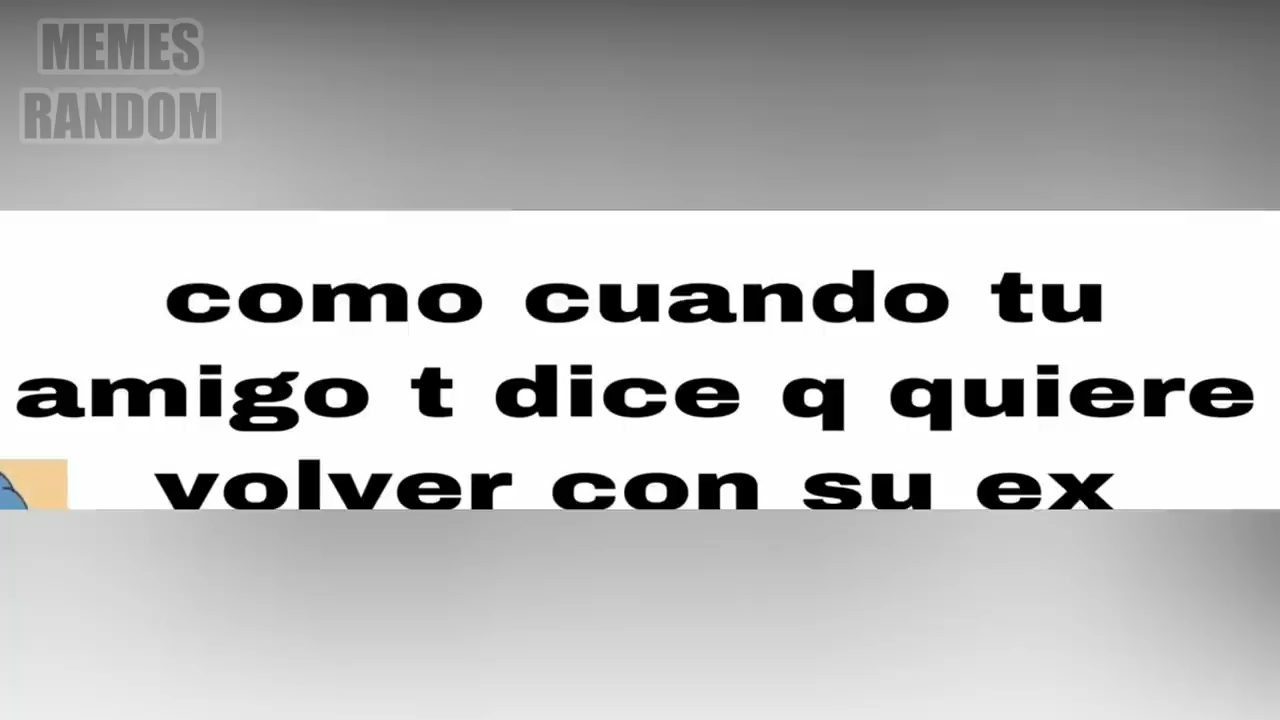 MEMES
RANDOM
como cuando tu
amigo t dice q quiere
volver con su ex